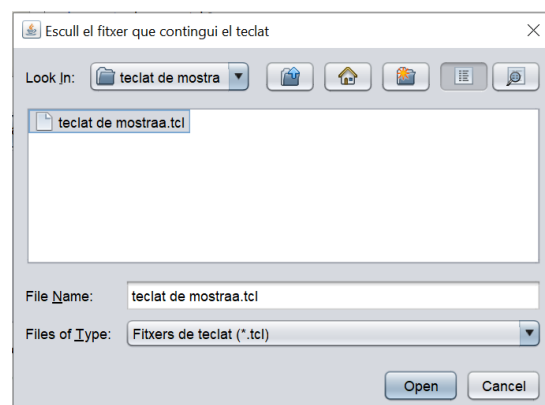 Escull el fitxer que contingui el teclat
Look In: teclat de mostra
teclat de mostraa.tcl
File Name: teclat de mostraa.tcl
Files of Type: Fitxers de teclat (*.tcl)
Open Cancel